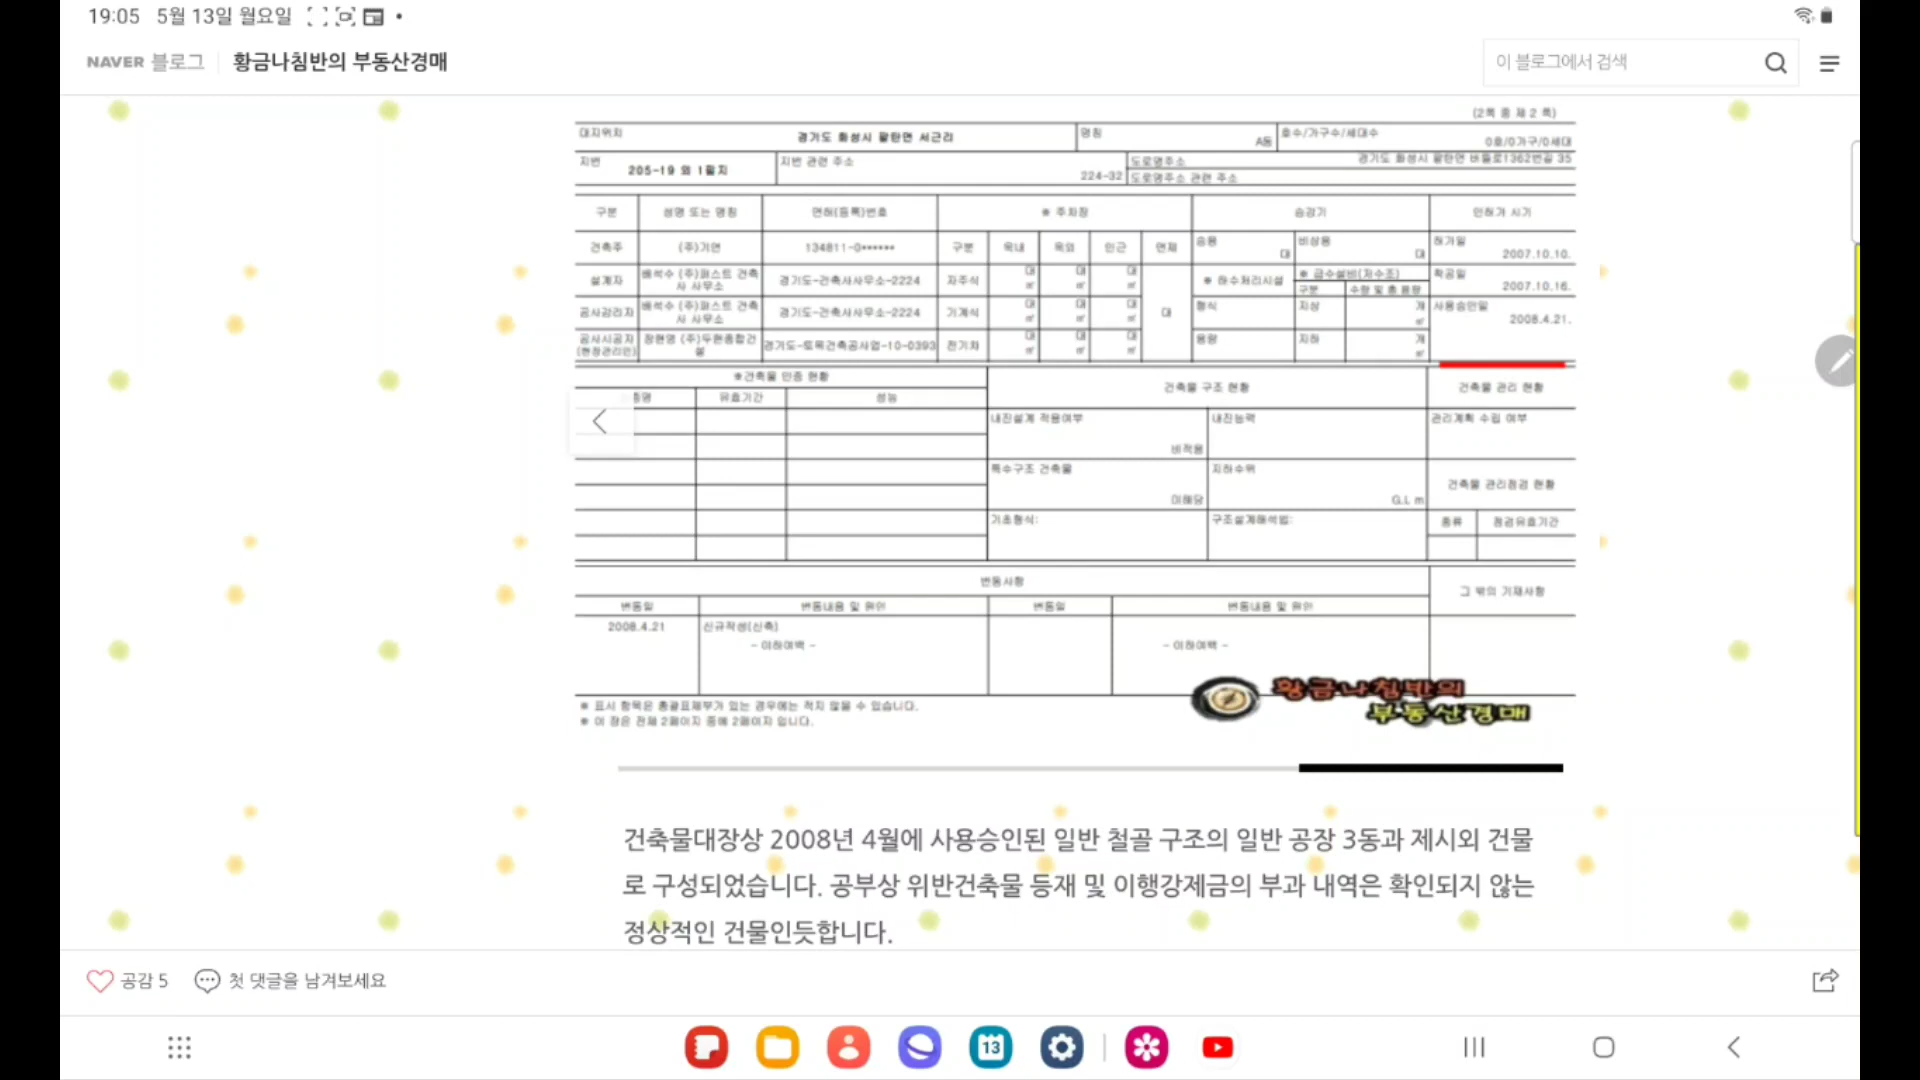 19:05 5월 13일 월요일
NAVER 블로그 황금나침반의 부동산경매
이 블로그에서 검색
(2쪽 중 제 2 쪽)
대지위치 경기도 화성시 팔탄면 서근리 명칭 A동 호수/가구수/세대수 0호/0가구/0세대
지번 205-19 외 1필지 지번 관련 주소 224-32 도로명주소 경기도 화성시 팔탄면 버들로1362번길 35
도로명주소 관련 주소
구분 성명 또는 명칭 면허(등록)번호 ※ 주차장 승강기 인허가 시기
건축주 (주)기연 134811-0****** 구분 옥내 옥외 인근 면제 승용 대 비상용 대 허가일 2007.10.10.
설계자 배석수 (주)퍼스트 건축사 사무소 경기도-건축사사무소-2224 자주식 대 ㎡ 대 ㎡ 대 ㎡ 대 ※ 하수처리시설 ※ 급수설비(저수조) 착공일 2007.10.16.
구분 수량 및 총 용량
공사감리자 배석수 (주)퍼스트 건축사 사무소 경기도-건축사사무소-2224 기계식 대 ㎡ 대 ㎡ 대 ㎡ 형식 지상 개 ㎥ 사용승인일 2008.4.21.
공사시공자 (현장관리인) 장현영 (주)두현종합건설 경기도-토목건축공사업-10-0393 전기차 대 ㎡ 대 ㎡ 대 ㎡ 용량 지하 개 ㎥
※건축물 인증 현황 건축물 구조 현황 건축물 관리 현황
증명 유효기간 성능
내진설계 적용여부 비적용 내진능력 관리계획 수립 여부
특수구조 건축물 미해당 지하수위 G.L m 건축물 관리점검 현황
기초형식: 구조설계해석법: 종류 점검유효기간
변동사항 그 밖의 기재사항
변동일 변동내용 및 원인 변동일 변동내용 및 원인
2008.4.21 신규작성(신축)
- 이하여백 - - 이하여백 -
※ 표시 항목은 총괄표제부가 있는 경우에는 적지 않을 수 있습니다.
※ 이 장은 전체 2페이지 중에 2페이지 입니다.
황금나침반의
부동산경매
건축물대장상 2008년 4월에 사용승인된 일반 철골 구조의 일반 공장 3동과 제시외 건물
로 구성되었습니다. 공부상 위반건축물 등재 및 이행강제금의 부과 내역은 확인되지 않는
정상적인 건물인듯합니다.
공감 5 첫 댓글을 남겨보세요
13